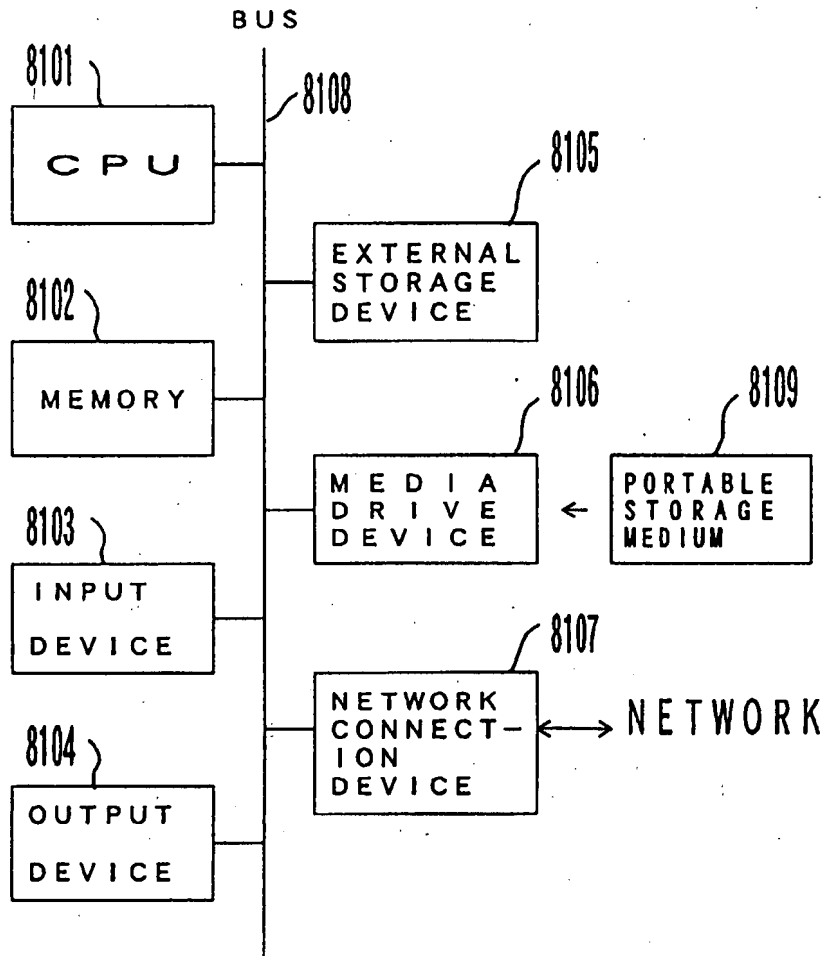 BUS
8101
8108
CPU
8105
EXTERNAL
STORAGE
DEVICE
8102
MEMORY
8106
8109
MEDIA
DRIVE
DEVICE
PORTABLE
STORAGE
MEDIUM
8103
INPUT
DEVICE
8107
NETWORK
CONNECT-
ION
DEVICE
NETWORK
8104
OUTPUT
DEVICE